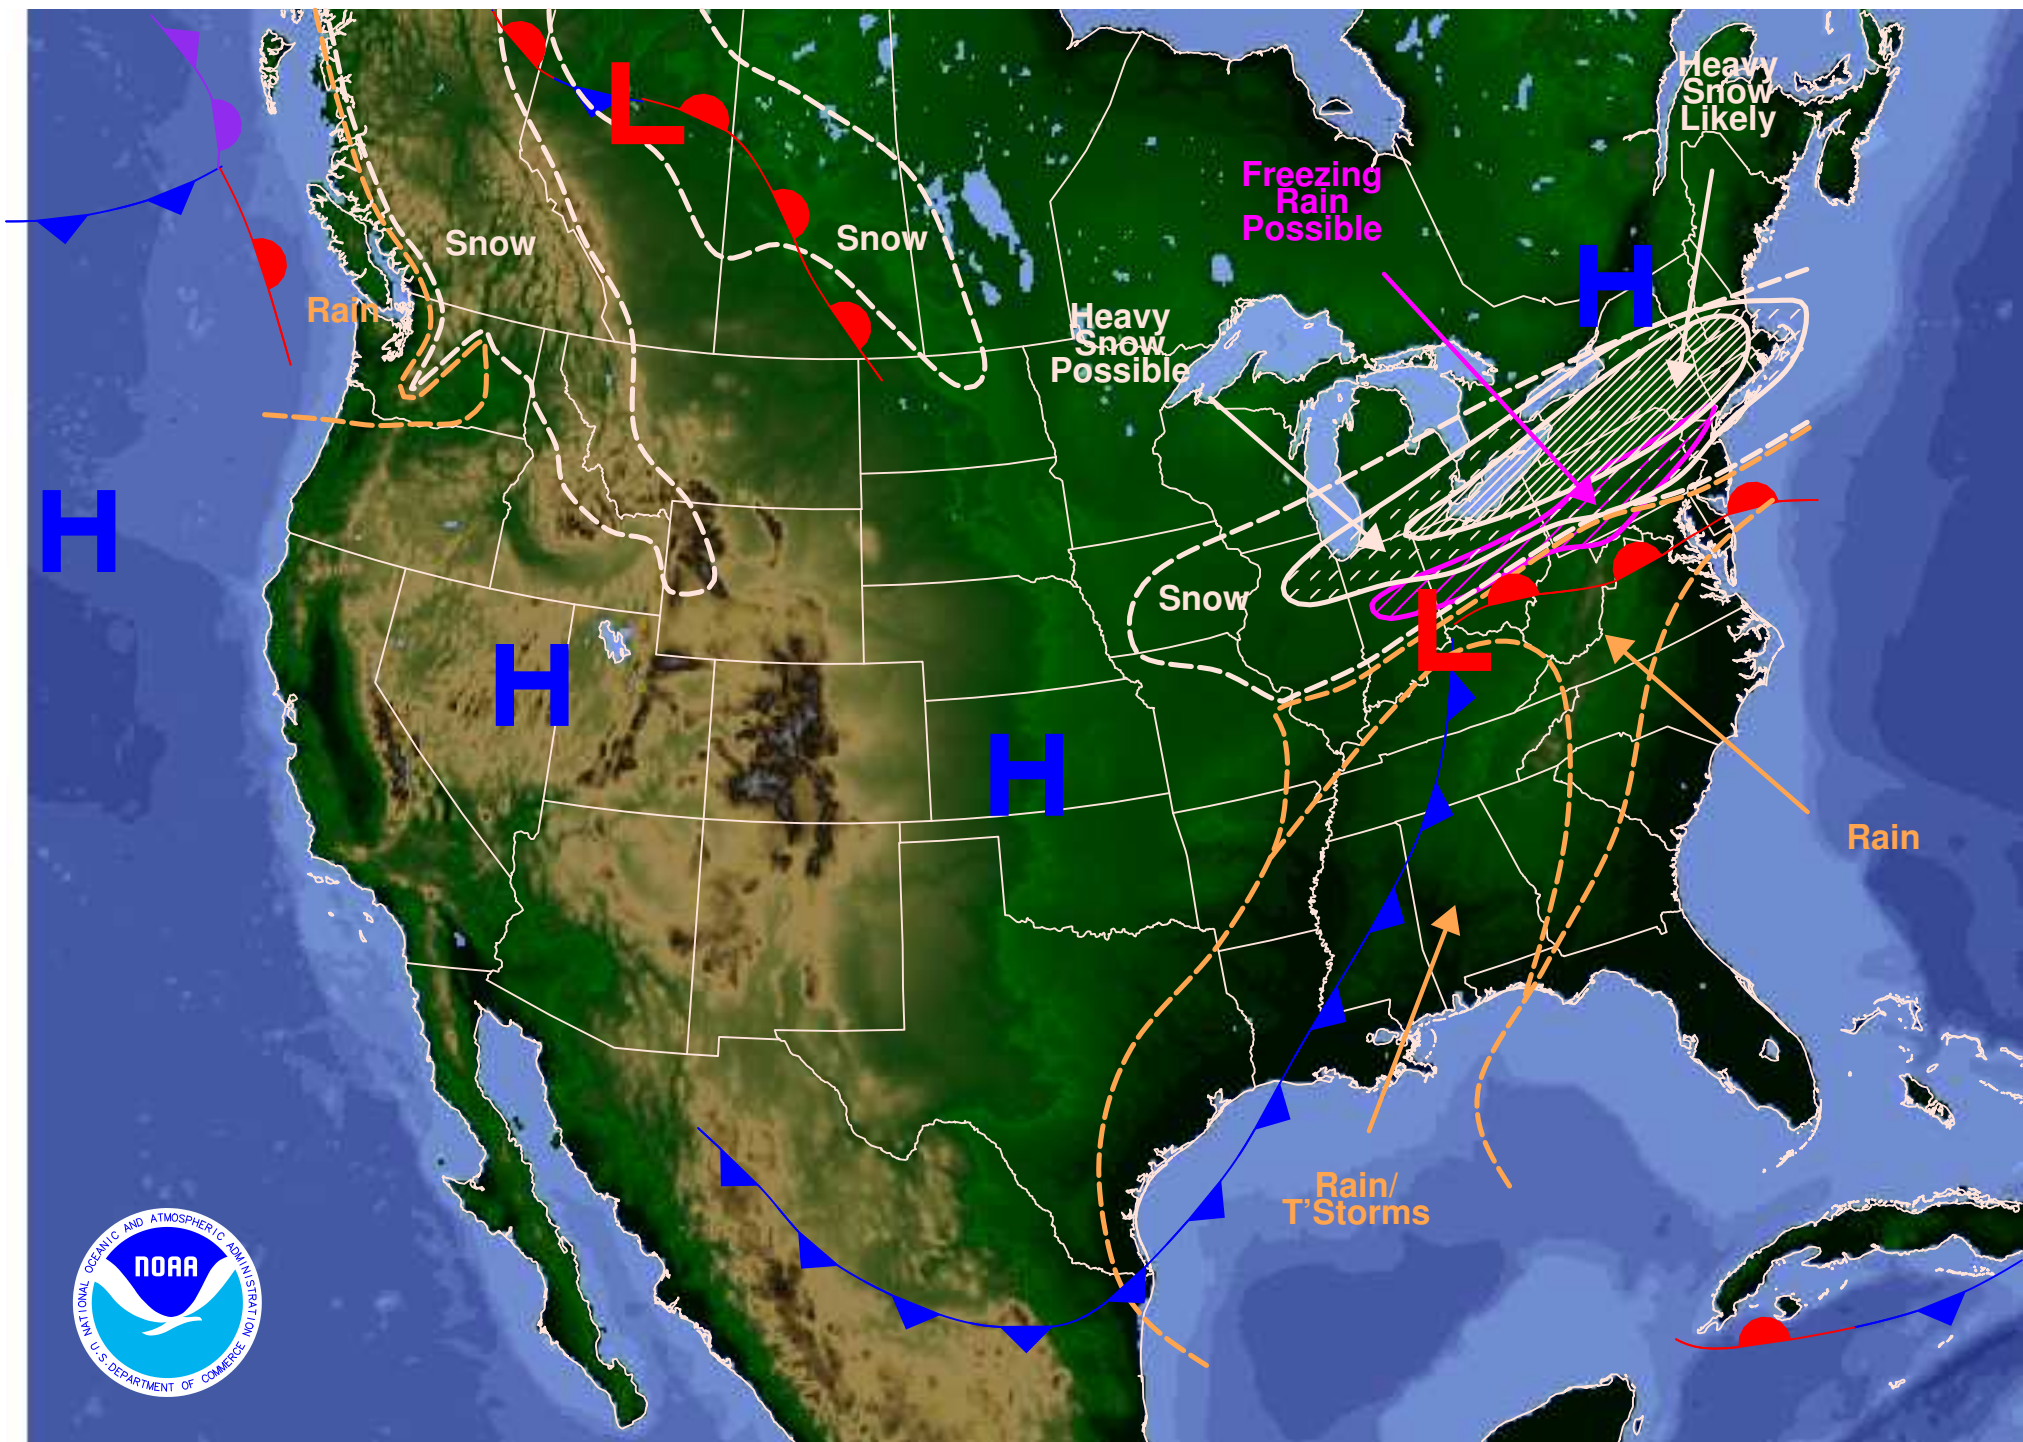 Heavy
Snow
Likely
L
Freezing
Rain
Possible
Snow
Snow
H
Rain
Heavy
Snow
Possible
H
Snow
L
H
H
Rain
Rain/
T'Storms
NATIONAL OCEANIC AND ATMOSPHERIC ADMINISTRATION
NOAA
U.S. DEPARTMENT OF COMMERCE